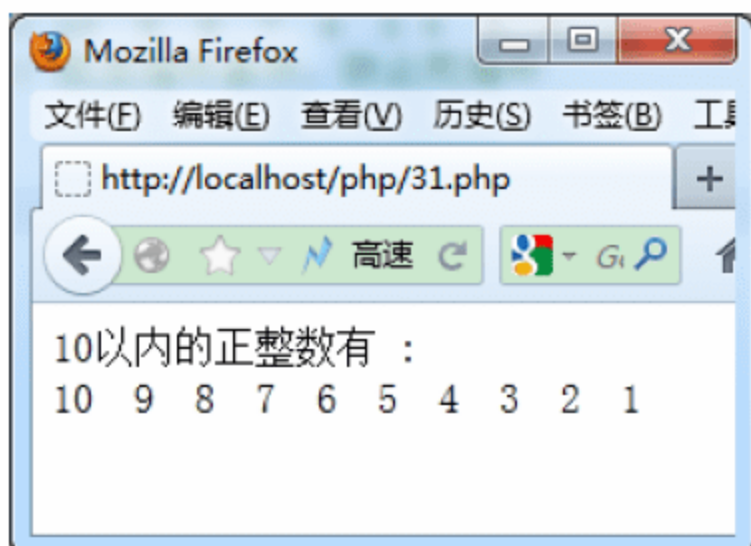 Mozilla Firefox
文件(F) 编辑(E) 查看(V) 历史(S) 书签(B) 工
http://localhost/php/31.php +
高速 G
10以内的正整数有 :
10 9 8 7 6 5 4 3 2 1